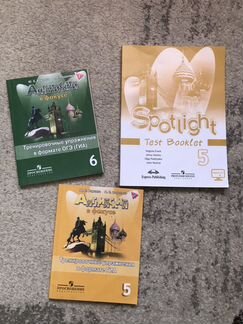 Английский
в фокусе
Тренировочные упражнения
в формате ОГЭ (ГИА)
6
ПРОСВЕЩЕНИЕ
Spotlight
Test Booklet
5
Express Publishing
ПРОСВЕЩЕНИЕ
Английский
в фокусе
Тренировочные упражнения
в формате ГИА
5
ПРОСВЕЩЕНИЕ